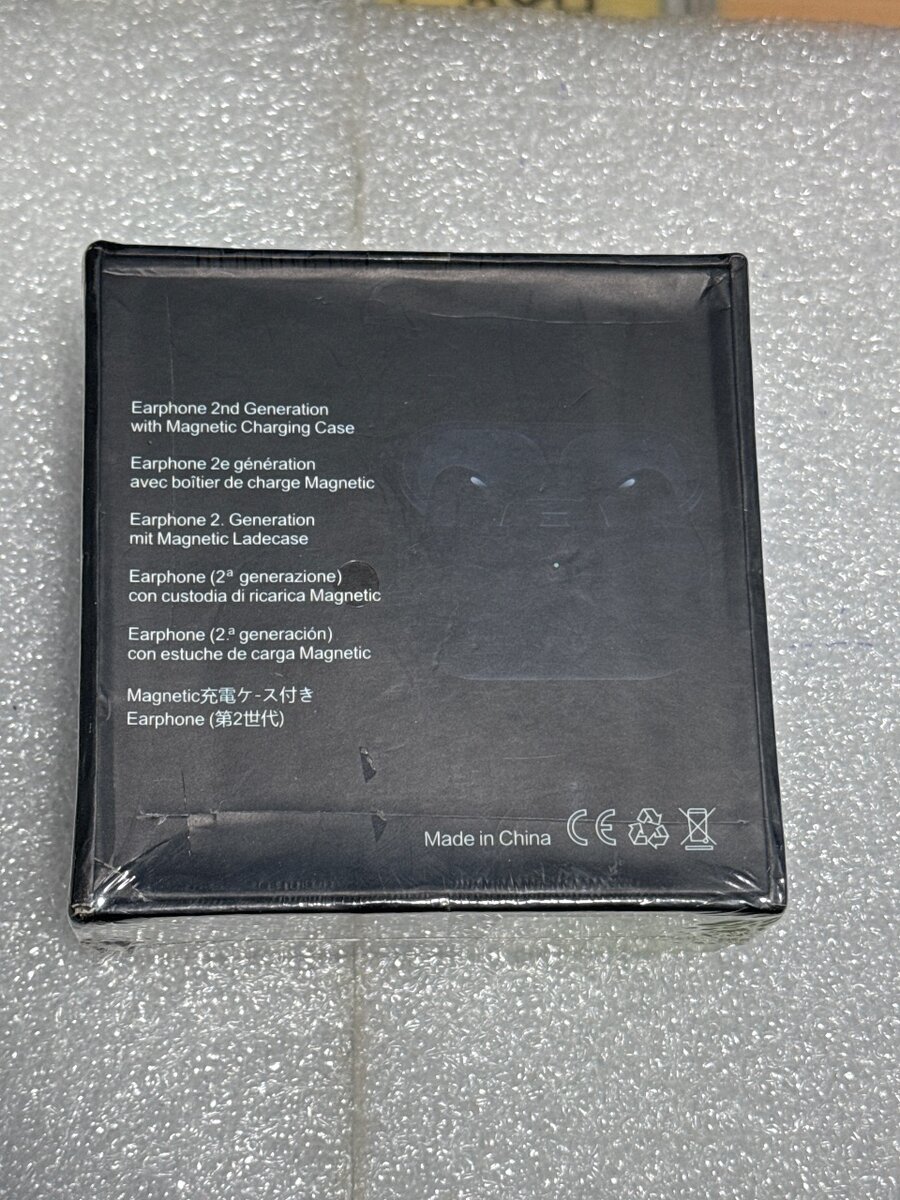 Earphone 2nd Generation
with Magnetic Charging Case
Earphone 2e génération
avec boîtier de charge Magnetic
Earphone 2. Generation
mit Magnetic Ladecase
Earphone (2ª generazione)
con custodia di ricarica Magnetic
Earphone (2.ª generación)
con estuche de carga Magnetic
Magnetic充電ケ-ス付き
Earphone (第2世代)
Made in China CE